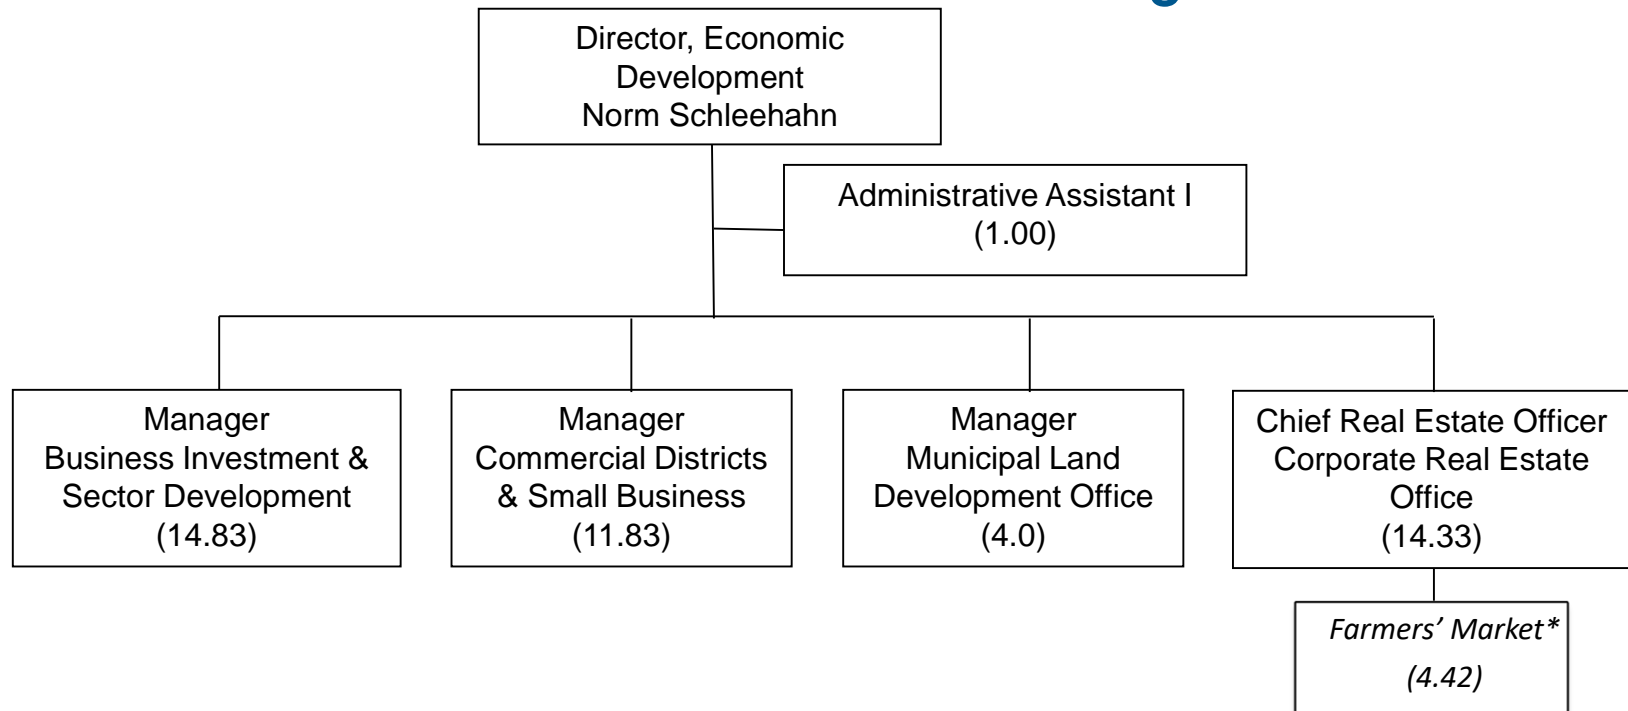 Director, Economic
Development
Norm Schleehahn
Administrative Assistant I
(1.00)
Manager
Business Investment &
Sector Development
(14.83)
Manager
Commercial Districts
& Small Business
(11.83)
Manager
Municipal Land
Development Office
(4.0)
Chief Real Estate Officer
Corporate Real Estate
Office
(14.33)
Farmers’ Market*
(4.42)